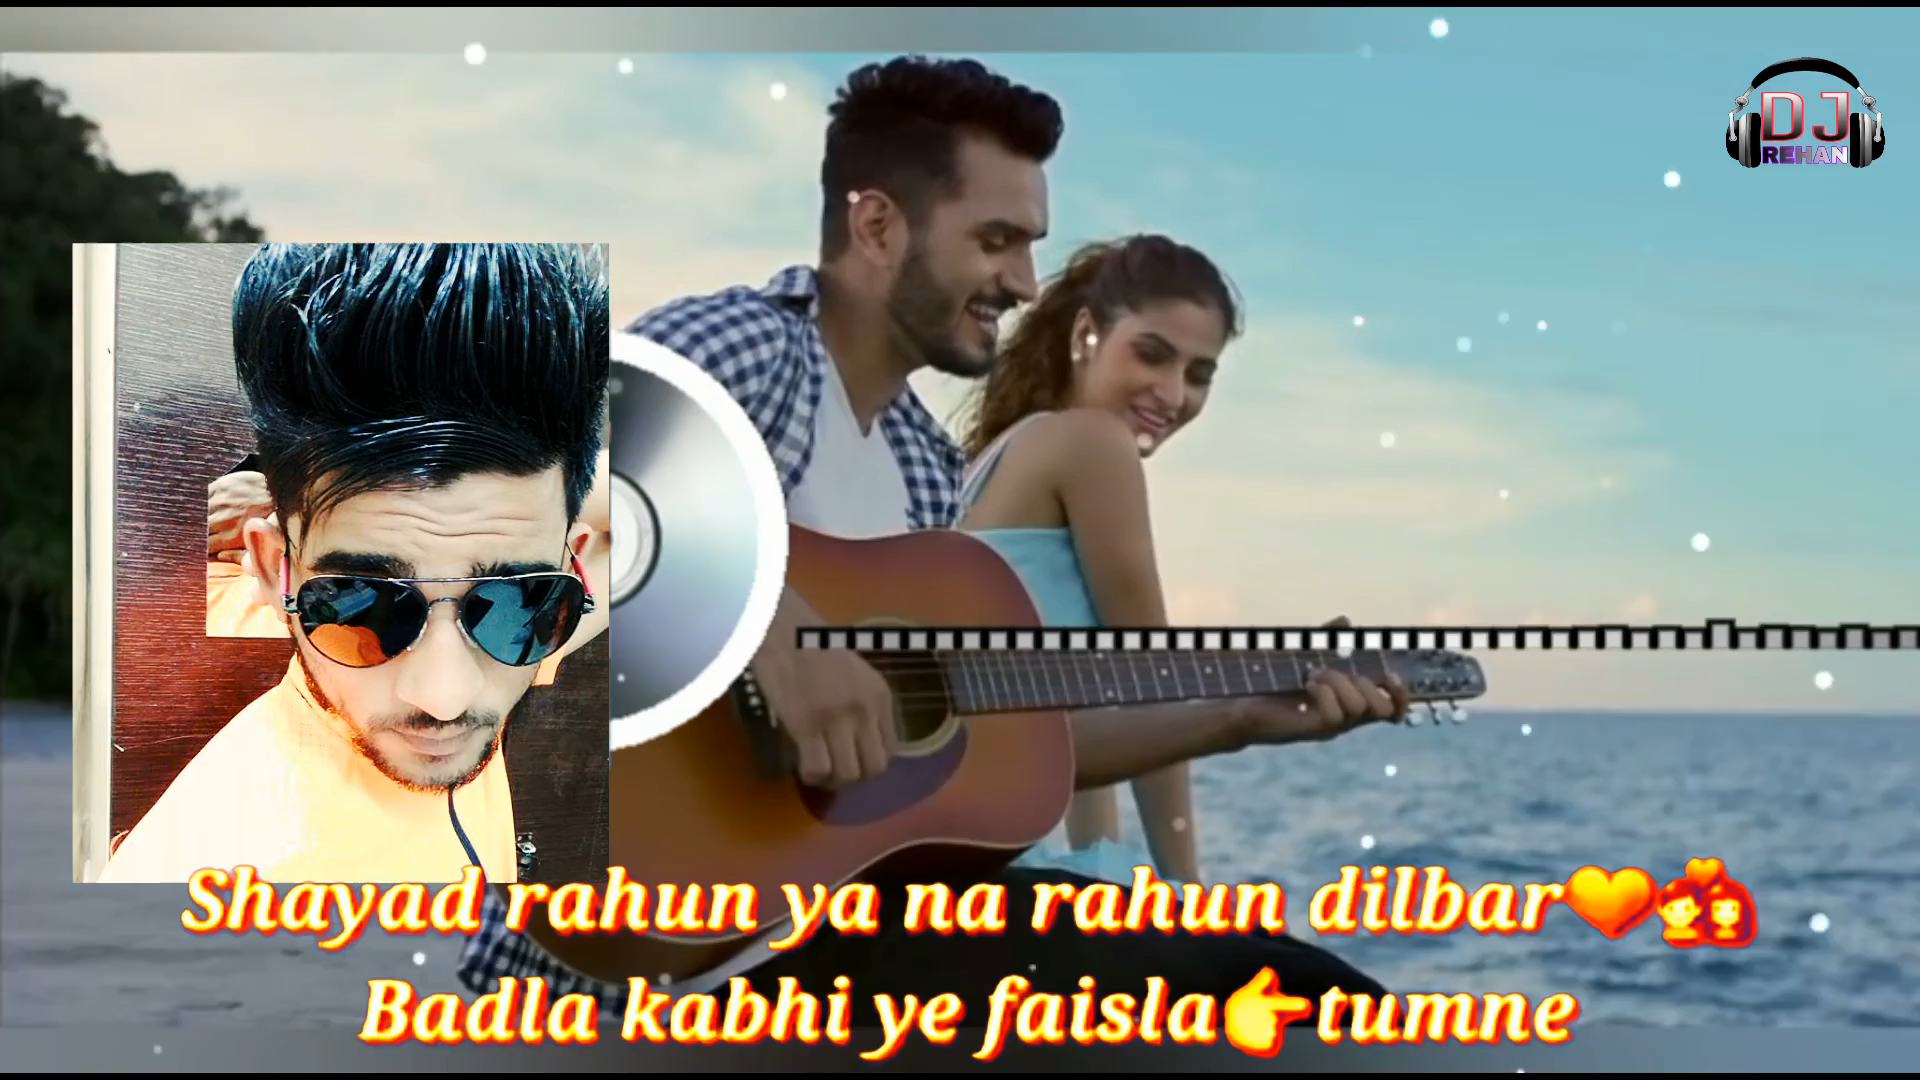 DJ
REHAN
Shayad rahun ya na rahun dilbar🧡💑
Badla kabhi ye faisla👉tumne